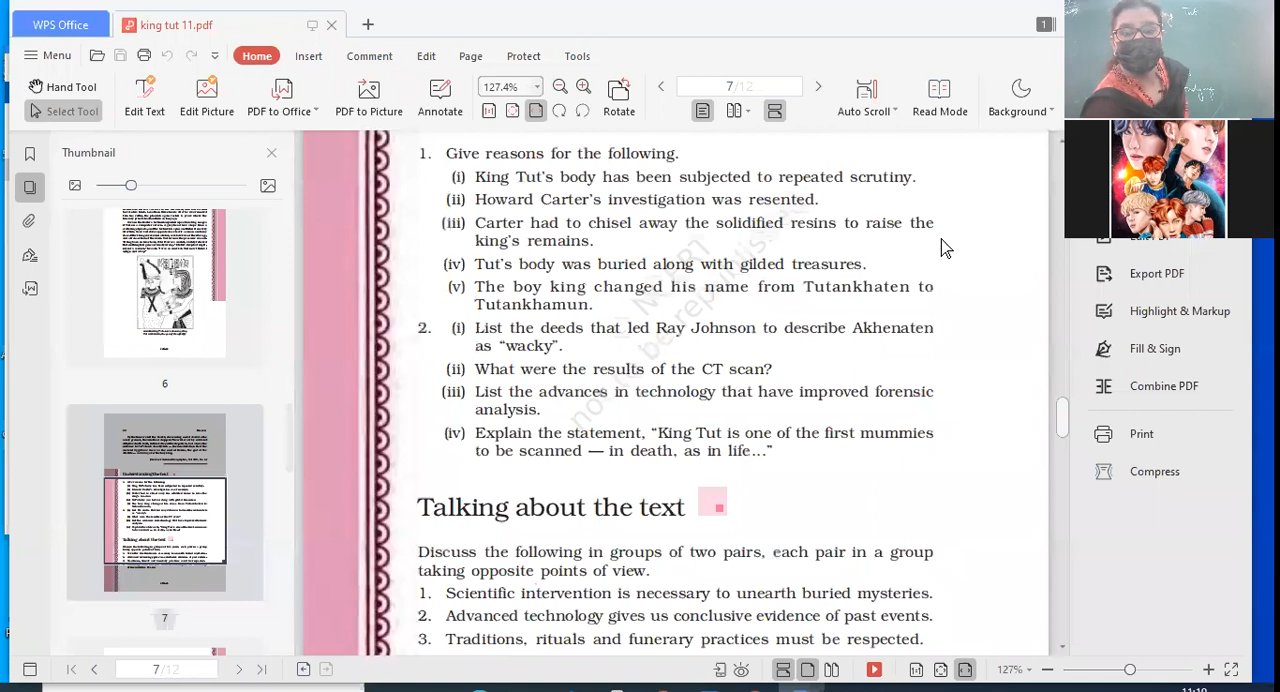 WPS Office
king tut 11.pdf
1
Menu
Home
Insert
Comment
Edit
Page
Protect
Tools
Hand Tool
Select Tool
Edit Text
Edit Picture
PDF to Office
PDF to Picture
Annotate
127.4%
Rotate
7/12
Auto Scroll
Read Mode
Background
Thumbnail
6
7
1. Give reasons for the following.
(i) King Tut's body has been subjected to repeated scrutiny.
(ii) Howard Carter's investigation was resented.
(iii) Carter had to chisel away the solidified resins to raise the
king's remains.
(iv) Tut's body was buried along with gilded treasures.
(v) The boy king changed his name from Tutankhaten to
Tutankhamun.
2. (i) List the deeds that led Ray Johnson to describe Akhenaten
as “wacky”.
(ii) What were the results of the CT scan?
(iii) List the advances in technology that have improved forensic
analysis.
(iv) Explain the statement, “King Tut is one of the first mummies
to be scanned — in death, as in life...”
Talking about the text
Discuss the following in groups of two pairs, each pair in a group
taking opposite points of view.
1. Scientific intervention is necessary to unearth buried mysteries.
2. Advanced technology gives us conclusive evidence of past events.
3. Traditions, rituals and funerary practices must be respected.
Export PDF
Highlight & Markup
Fill & Sign
Combine PDF
Print
Compress
7/12
127%